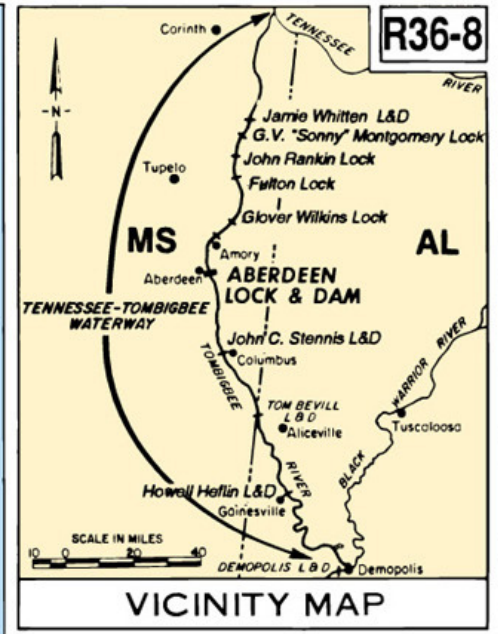 R36-8
Corinth
TENNESSEE
RIVER
-N-
Jamie Whitten L&D
G.V. "Sonny" Montgomery Lock
John Rankin Lock
Tupelo
Fulton Lock
Glover Wilkins Lock
MS
AL
Amory
Aberdeen
ABERDEEN
LOCK & DAM
TENNESSEE-TOMBIGBEE
WATERWAY
John C. Stennis L&D
Columbus
TOMBIGBEE
RIVER
WARRIOR RIVER
BLACK
TOM BEVILL
L&D
Aliceville
Tuscaloosa
Howell Heflin L&D
Gainesville
SCALE IN MILES
10 0 20 40
DEMOPOLIS L&D
Demopolis
VICINITY MAP